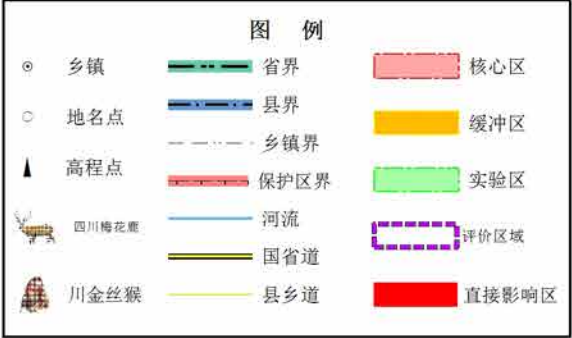 图 例
乡镇
地名点
高程点
四川梅花鹿
川金丝猴
省界
县界
乡镇界
保护区界
河流
国省道
县乡道
核心区
缓冲区
实验区
评价区域
直接影响区